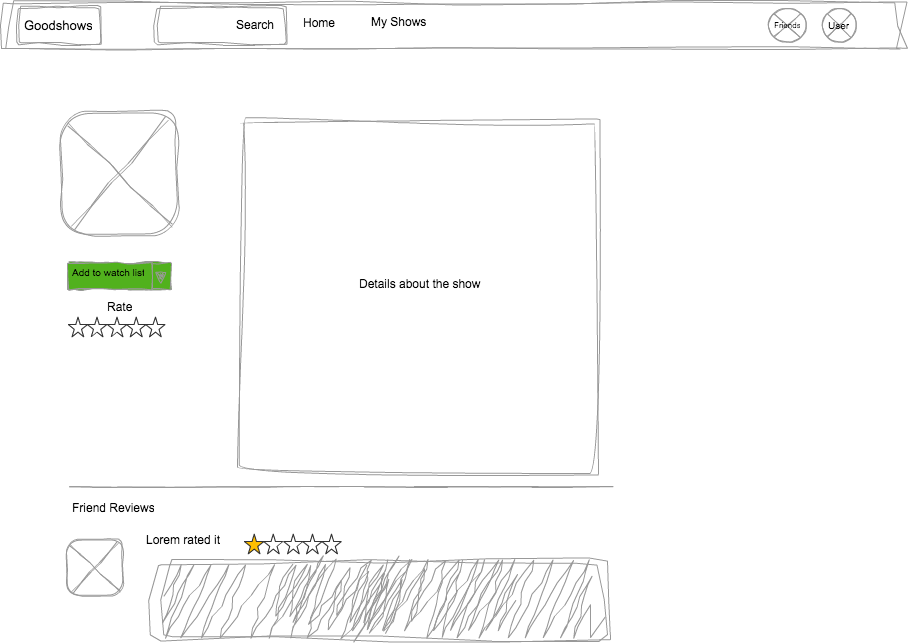 Goodshows
Search
Home
My Shows
Friends
User
Add to watch list
Rate
Details about the show
Friend Reviews
Lorem rated it